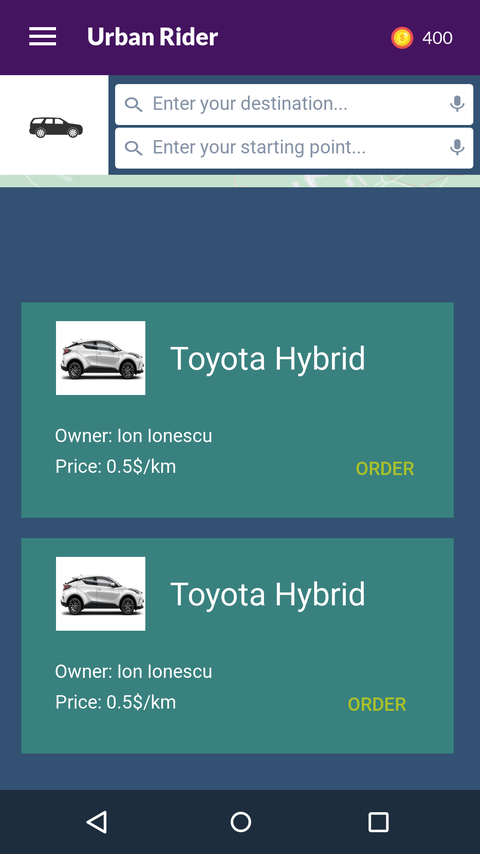 Urban Rider
400
Enter your destination...
Enter your starting point...
Toyota Hybrid
Owner: Ion Ionescu
Price: 0.5$/km
ORDER
Toyota Hybrid
Owner: Ion Ionescu
Price: 0.5$/km
ORDER